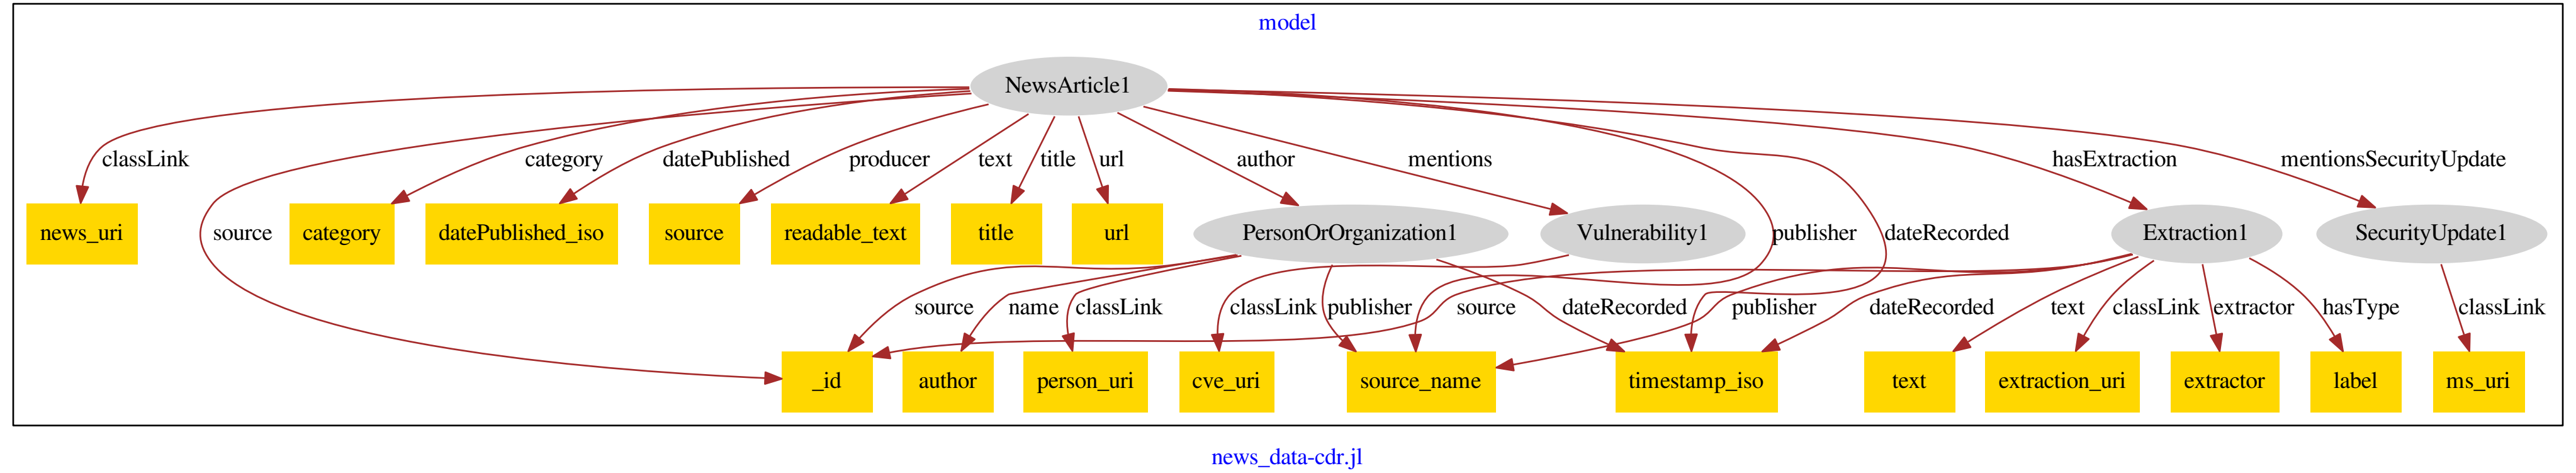 model
NewsArticle1
classLink
category
datePublished
producer
text
title
url
author
mentions
hasExtraction
mentionsSecurityUpdate
news_uri
source
category
datePublished_iso
source
readable_text
title
url
PersonOrOrganization1
Vulnerability1
publisher
dateRecorded
Extraction1
SecurityUpdate1
source
name
classLink
classLink
publisher
source
dateRecorded
publisher
dateRecorded
text
classLink
extractor
hasType
classLink
_id
author
person_uri
cve_uri
source_name
timestamp_iso
text
extraction_uri
extractor
label
ms_uri
news_data-cdr.jl